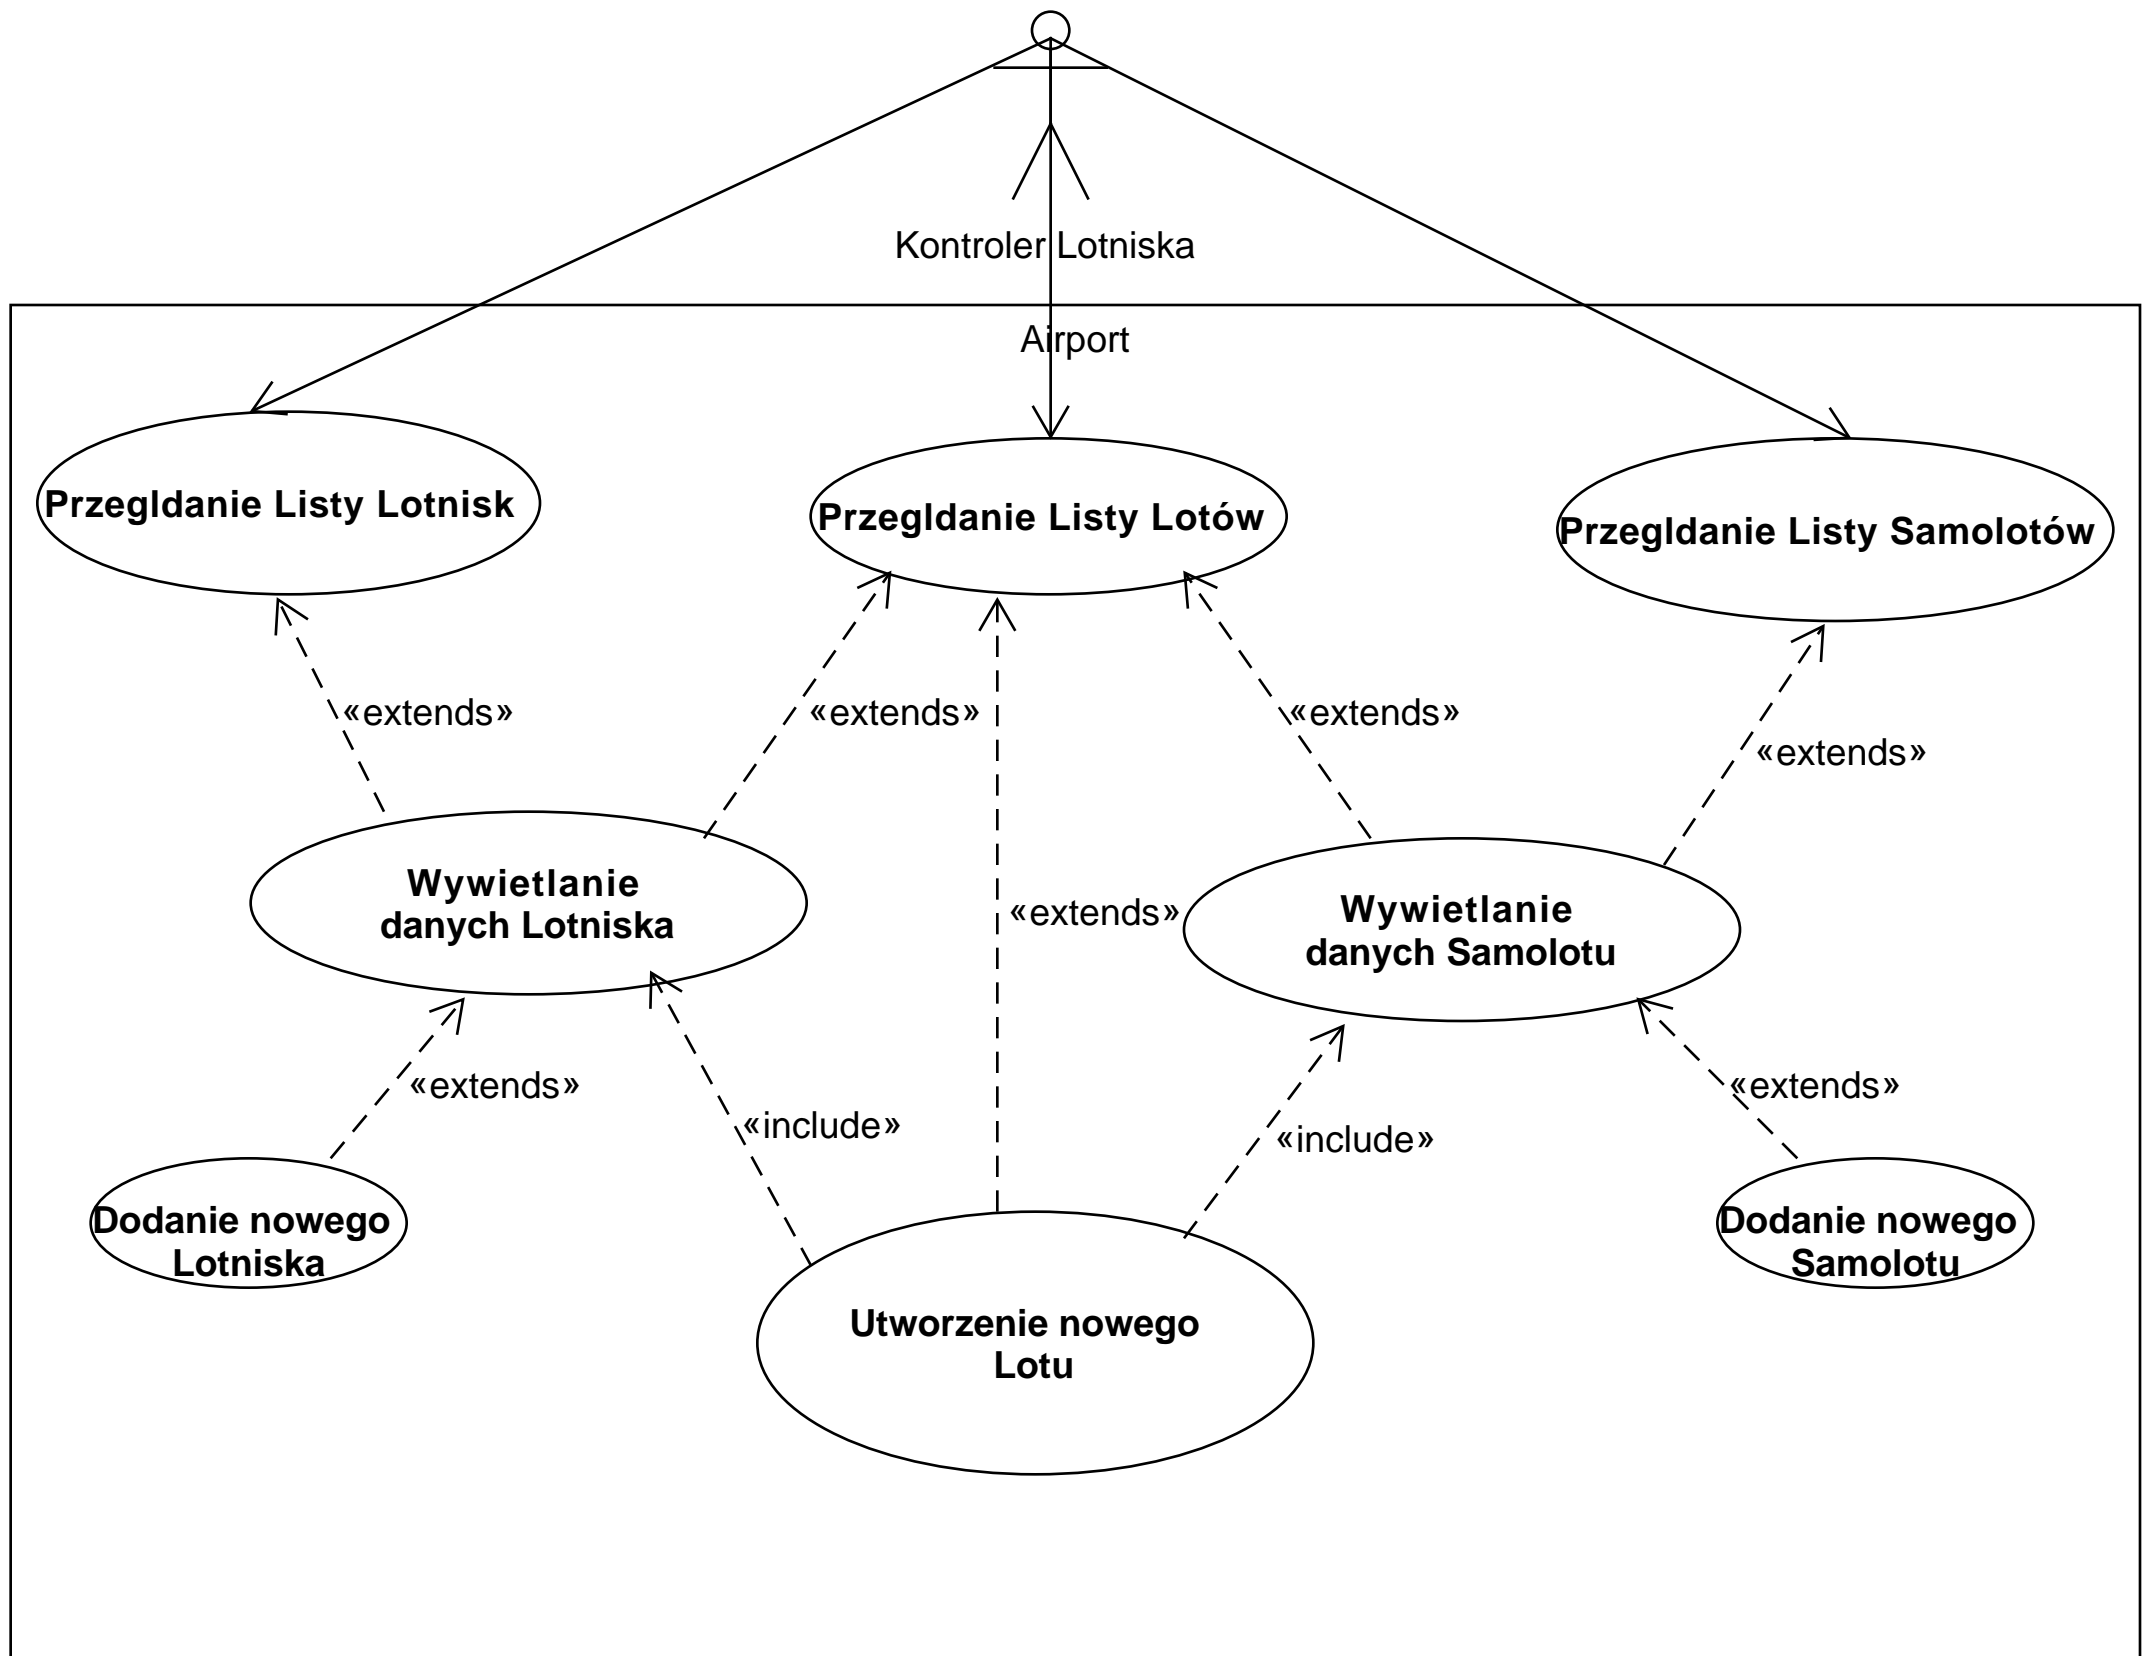 Kontroler Lotniska
Airport
Przegldanie Listy Lotnisk
Przegldanie Listy Lotów
Przegldanie Listy Samolotów
«extends»
«extends»
«extends»
«extends»
Wywietlanie
danych Lotniska
«extends»
Wywietlanie
danych Samolotu
«extends»
«include»
«include»
«extends»
Dodanie nowego
Lotniska
Dodanie nowego
Samolotu
Utworzenie nowego
Lotu